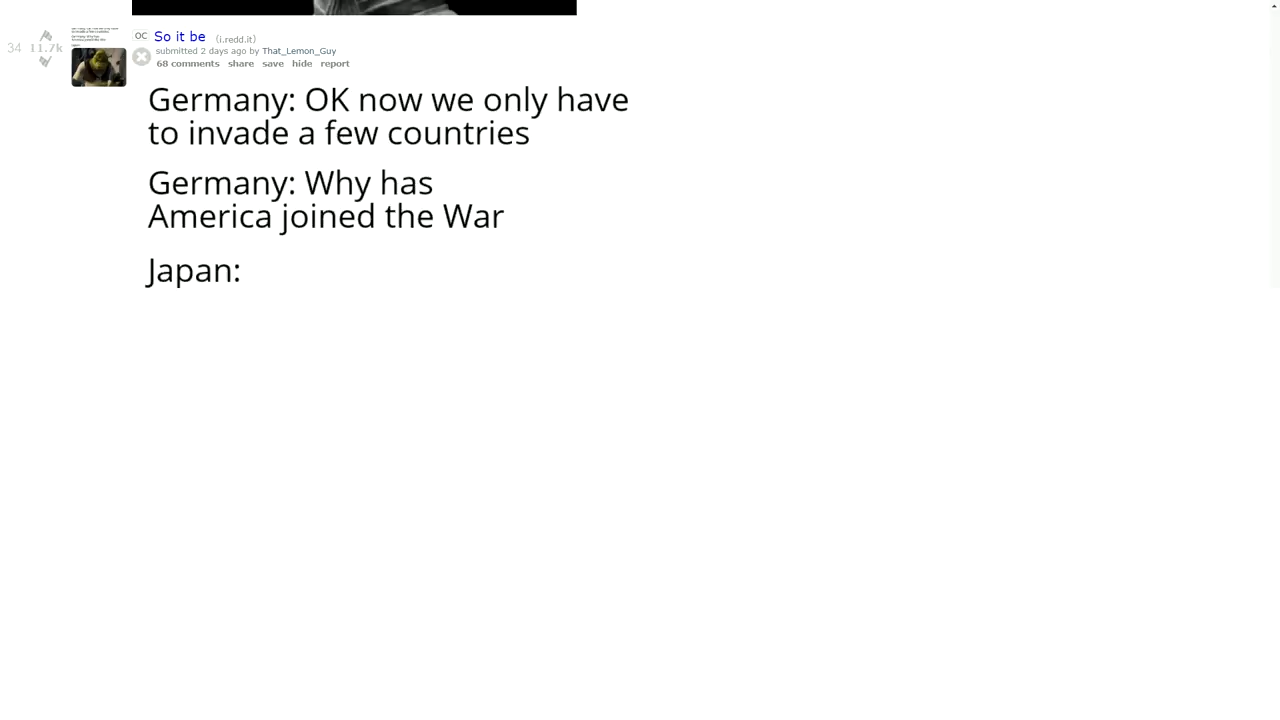 OC So it be (i.redd.it)
34 11.7k
submitted 2 days ago by That_Lemon_Guy
68 comments share save hide report
Germany: OK now we only have
to invade a few countries
Germany: Why has
America joined the War
Japan: